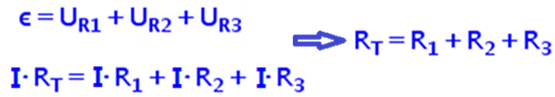 ϵ = U_R1 + U_R2 + U_R3
R_T = R_1 + R_2 + R_3
I· R_T = I· R_1 + I· R_2 + I· R_3